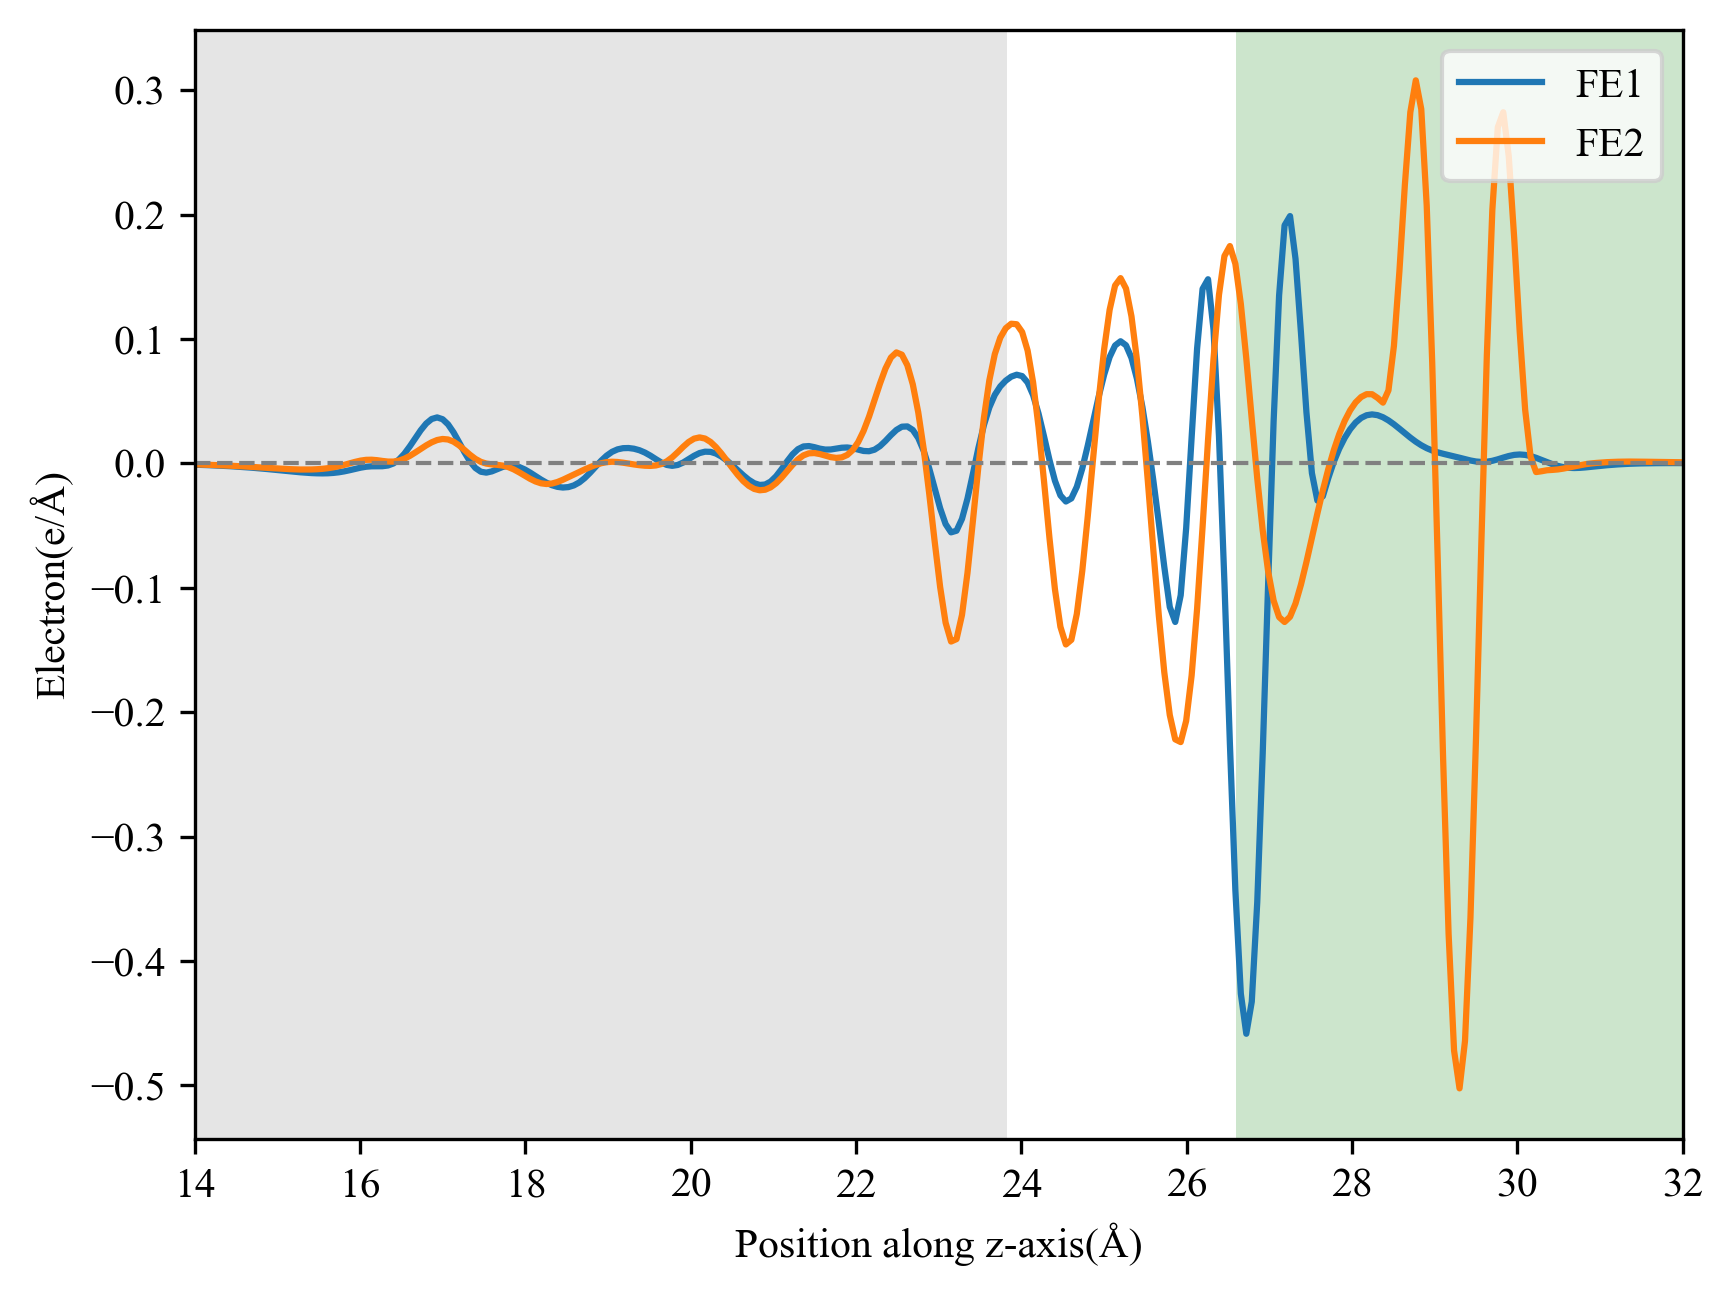 FE1
FE2
0.3
0.2
0.1
0.0
−0.1
−0.2
−0.3
−0.4
−0.5
Electron(e/Å)
14 16 18 20 22 24 26 28 30 32
Position along z-axis(Å)